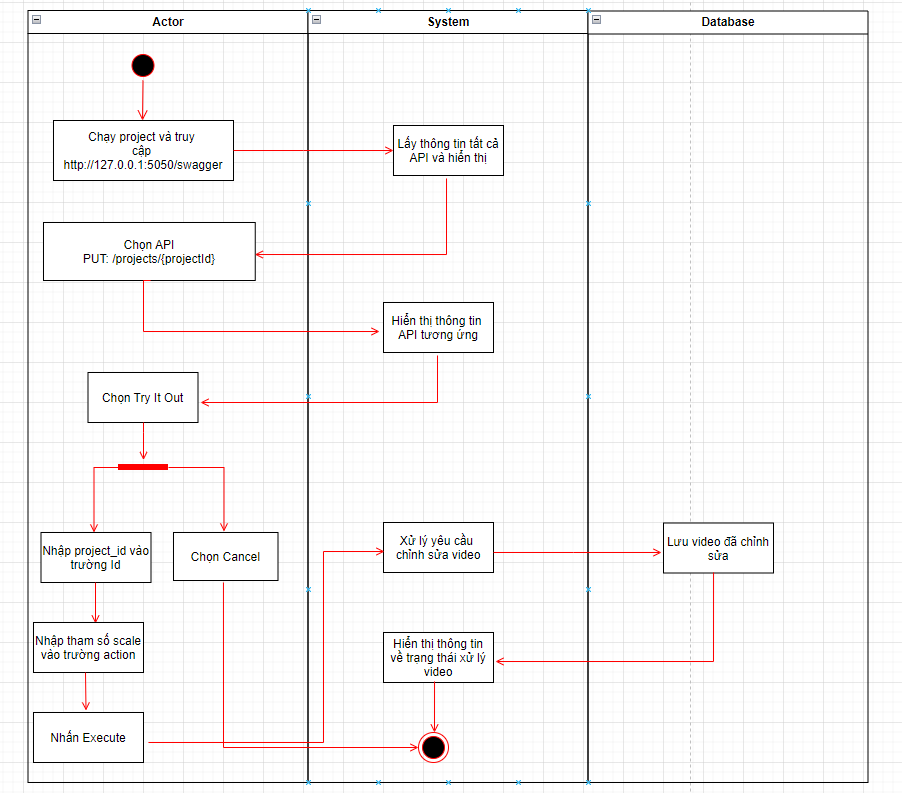 Actor
System
Database
Chạy project và truy
cập
http://127.0.0.1:5050/swagger
Lấy thông tin tất cả
API và hiển thị
Chọn API
PUT: /projects/{projectId}
Hiển thị thông tin
API tương ứng
Chọn Try It Out
Nhập project_id vào
trường Id
Chọn Cancel
Xử lý yêu cầu
chỉnh sửa video
Lưu video đã chỉnh
sửa
Nhập tham số scale
vào trường action
Hiển thị thông tin
về trạng thái xử lý
video
Nhấn Execute